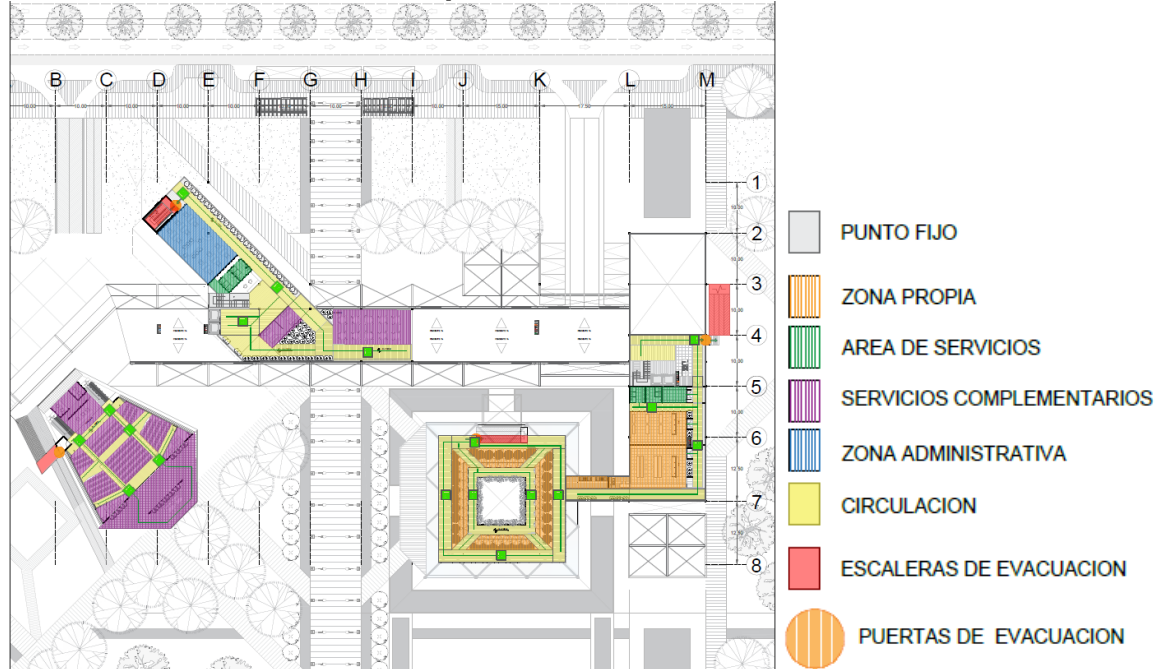 B C D E F G H I J K L M
1
2
3
4
5
6
7
8
PUNTO FIJO
ZONA PROPIA
AREA DE SERVICIOS
SERVICIOS COMPLEMENTARIOS
ZONA ADMINISTRATIVA
CIRCULACION
ESCALERAS DE EVACUACION
PUERTAS DE EVACUACION